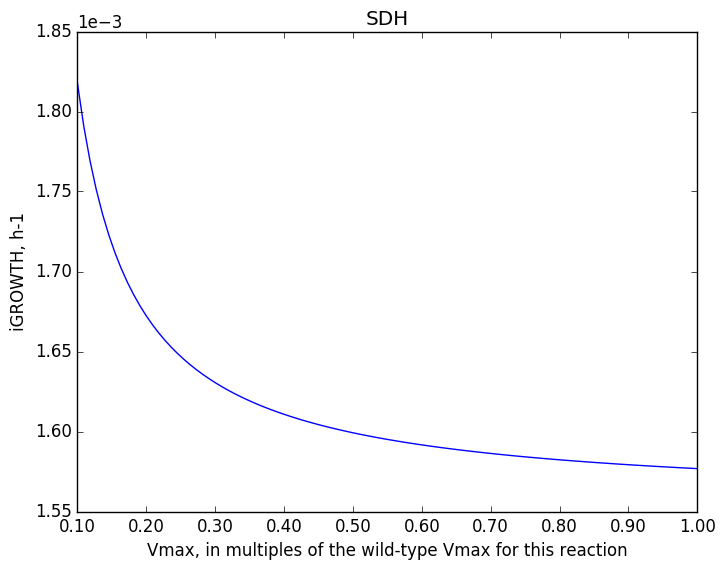 SDH
1e−3
1.85
1.80
1.75
1.70
1.65
1.60
1.55
iGROWTH, h-1
0.10 0.20 0.30 0.40 0.50 0.60 0.70 0.80 0.90 1.00
Vmax, in multiples of the wild-type Vmax for this reaction